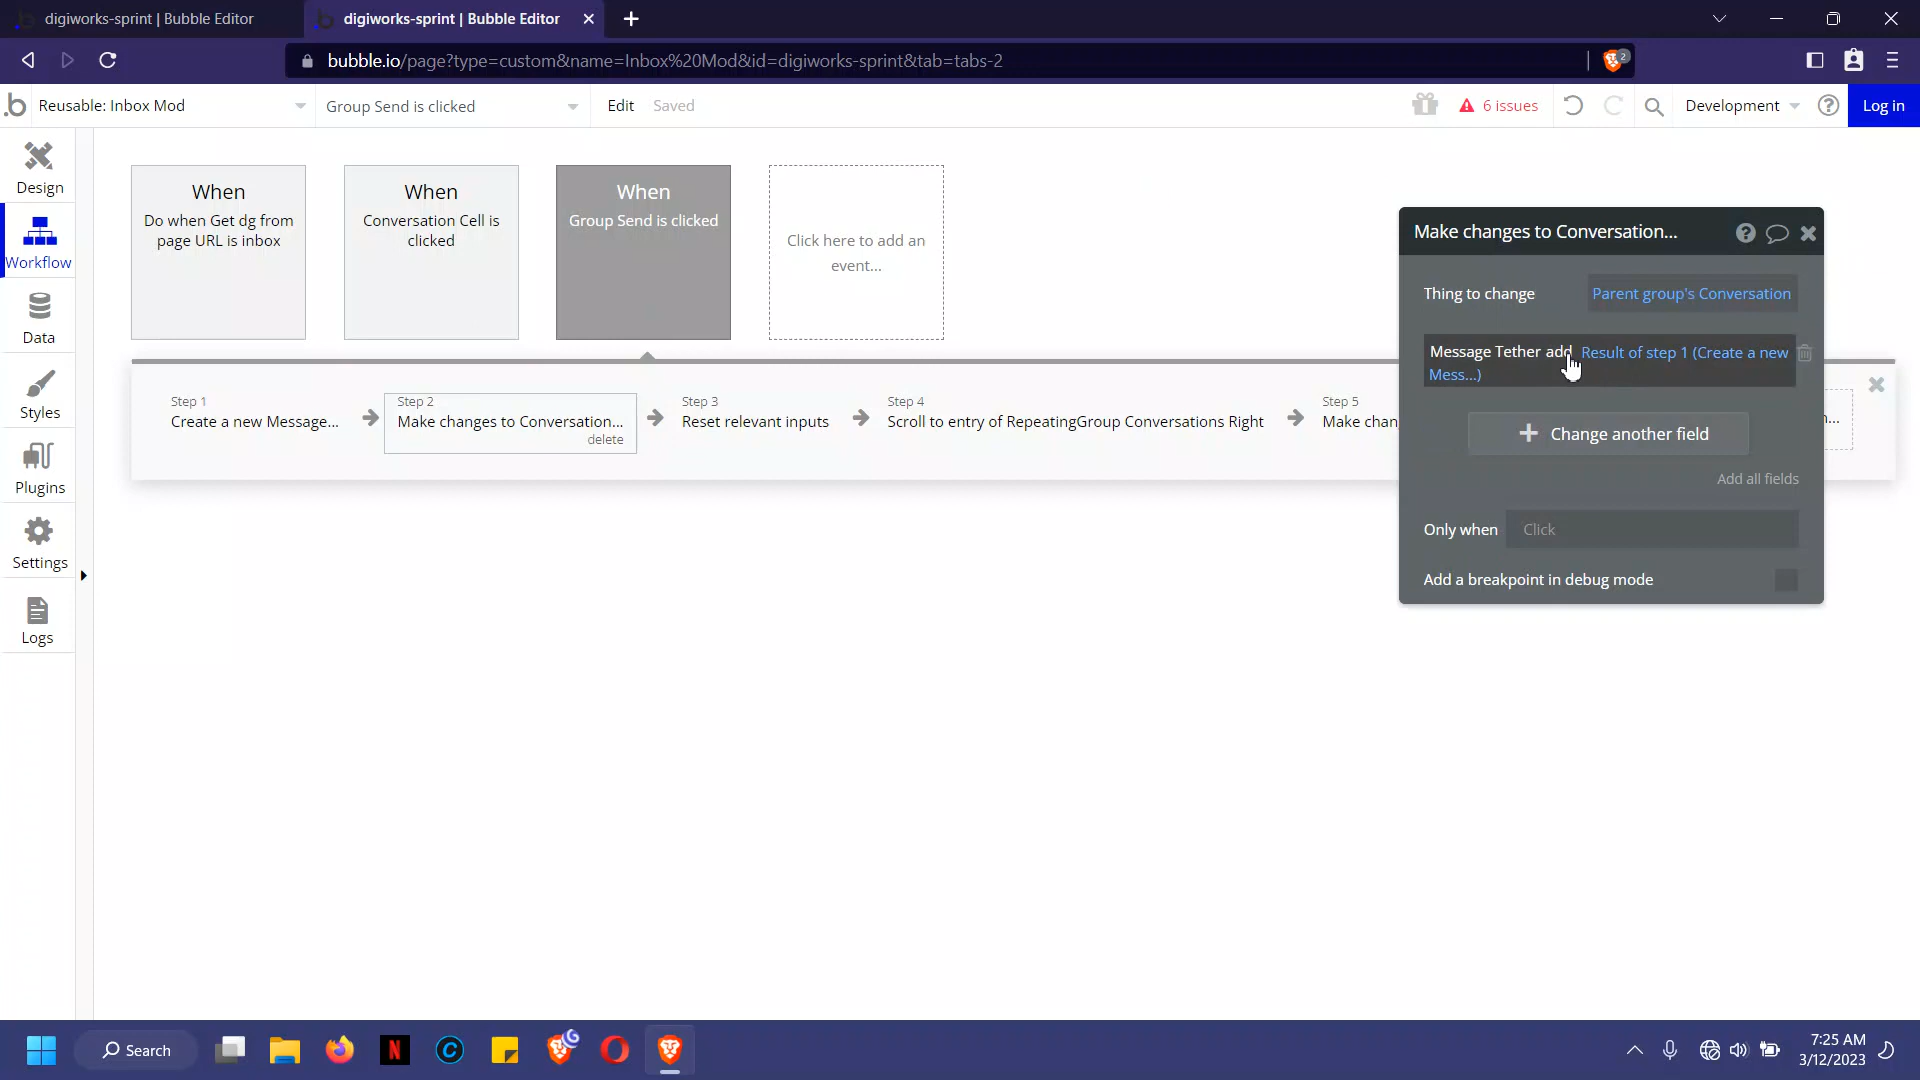 digiworks-sprint | Bubble Editor
digiworks-sprint | Bubble Editor
bubble.io/page?type=custom&name=Inbox%20Mod&id=digiworks-sprint&tab=tabs-2
2
Reusable: Inbox Mod
Group Send is clicked
Edit
Saved
6 issues
Development
Log in
Design
Workflow
Data
Styles
Plugins
Settings
Logs
When
Do when Get dg from
page URL is inbox
When
Conversation Cell is
clicked
When
Group Send is clicked
Click here to add an
event...
Step 1
Create a new Message...
Step 2
Make changes to Conversation...
delete
Step 3
Reset relevant inputs
Step 4
Scroll to entry of RepeatingGroup Conversations Right
Step 5
Make chan
...
Make changes to Conversation...
Thing to change
Parent group's Conversation
Message Tether add Result of step 1 (Create a new
Mess...)
Change another field
Add all fields
Only when
Click
Add a breakpoint in debug mode
Search
7:25 AM
3/12/2023